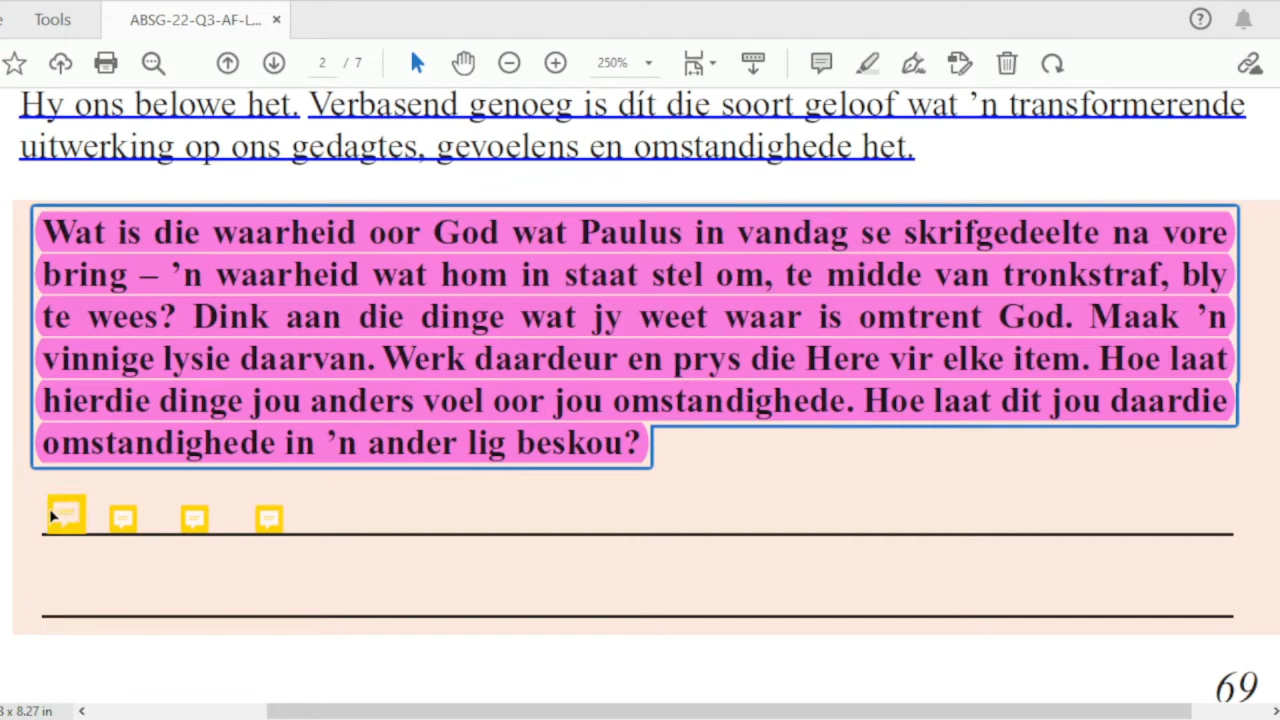 e Tools ABSG-22-Q3-AF-L... ×
2 / 7 250%
Hy ons belowe het. Verbasend genoeg is dít die soort geloof wat ’n transformerende
uitwerking op ons gedagtes, gevoelens en omstandighede het.
Wat is die waarheid oor God wat Paulus in vandag se skrifgedeelte na vore
bring – ’n waarheid wat hom in staat stel om, te midde van tronkstraf, bly
te wees? Dink aan die dinge wat jy weet waar is omtrent God. Maak ’n
vinnige lysie daarvan. Werk daardeur en prys die Here vir elke item. Hoe laat
hierdie dinge jou anders voel oor jou omstandighede. Hoe laat dit jou daardie
omstandighede in ’n ander lig beskou?
69
3 x 8.27 in